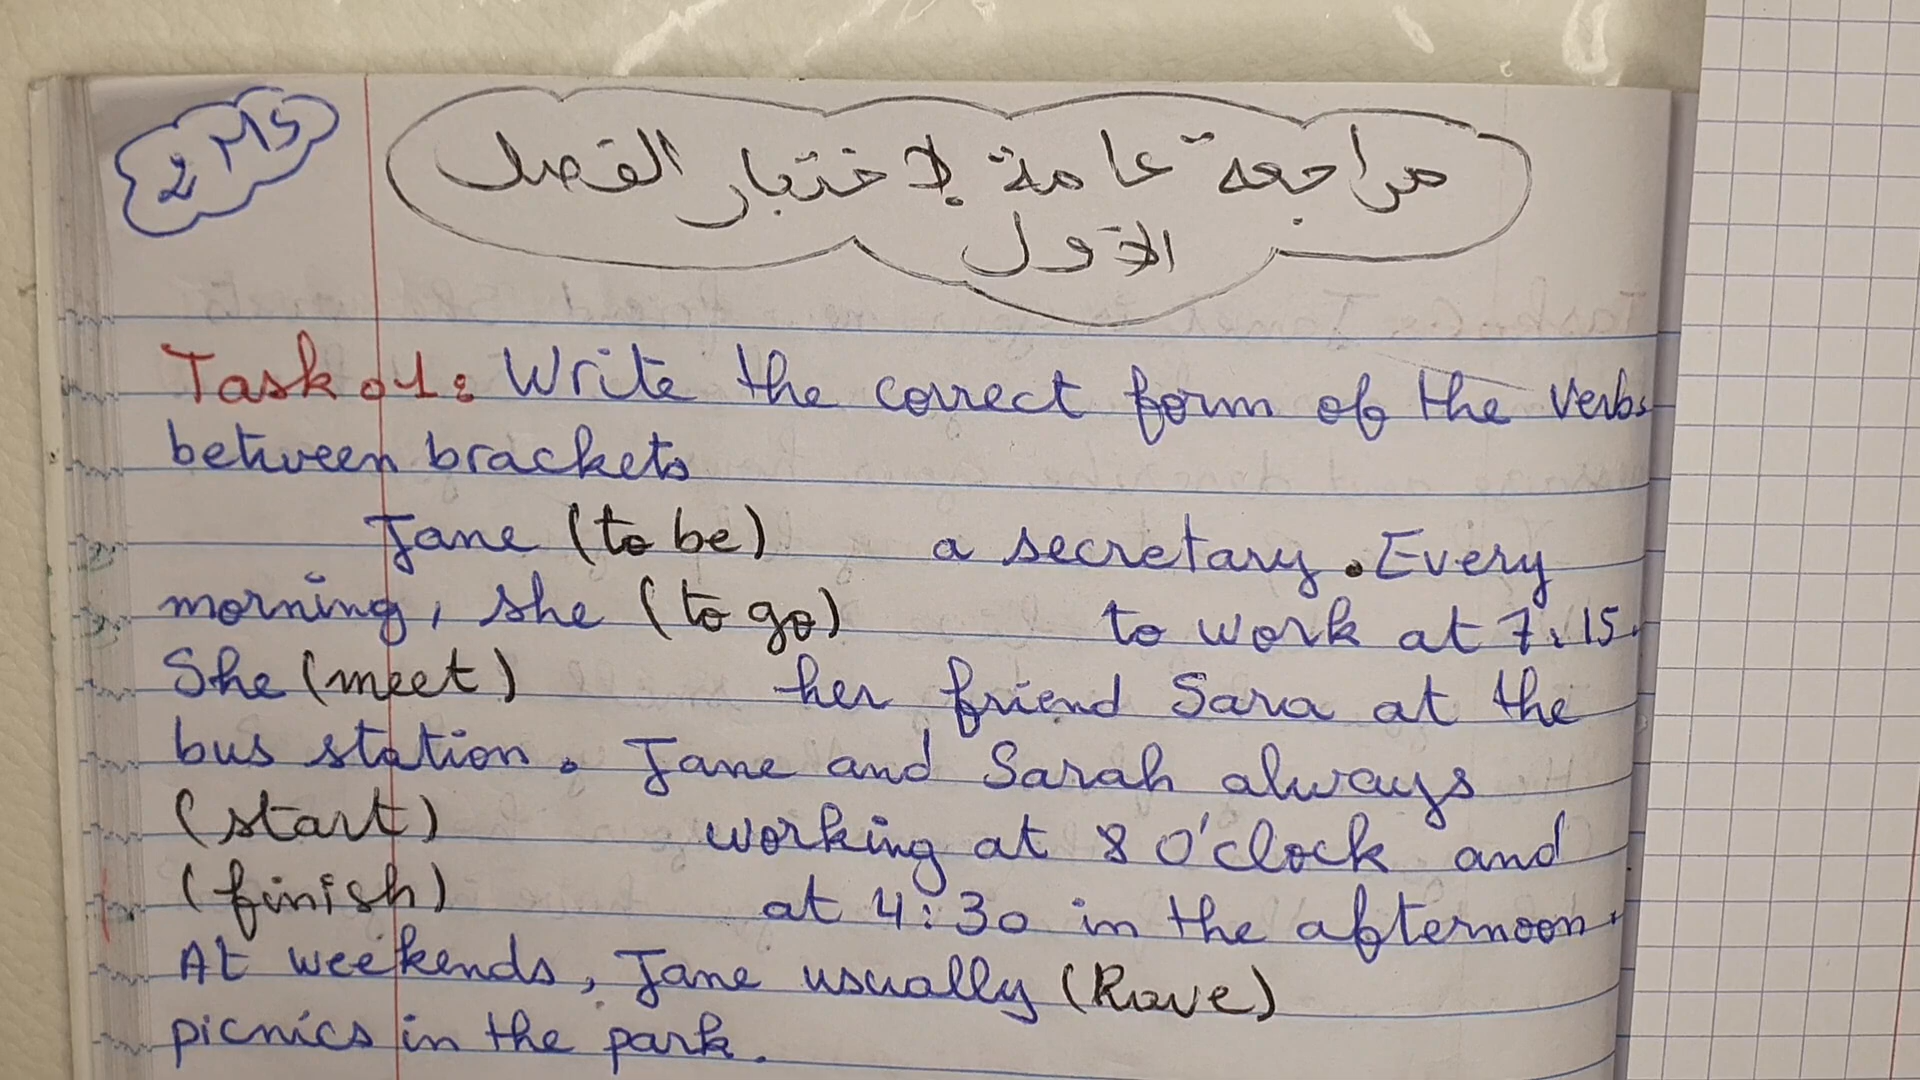 2 MS
مراجعة عامة لإختبار الفصل
الأول
Task 01: Write the correct form of the verbs
between brackets
Jane (to be) a secretary. Every
morning, she (to go) to work at 7:15.
She (meet) her friend Sara at the
bus station. Jane and Sarah always
(start) working at 8 O'clock and
(finish) at 4:30 in the afternoon.
At weekends, Jane usually (have)
picnics in the park.